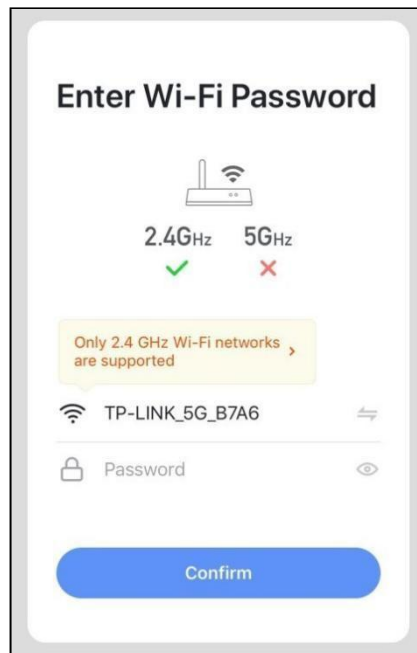 Enter Wi-Fi Password
2.4GHz 5GHz
Only 2.4 GHz Wi-Fi networks
are supported
TP-LINK_5G_B7A6
Password
Confirm